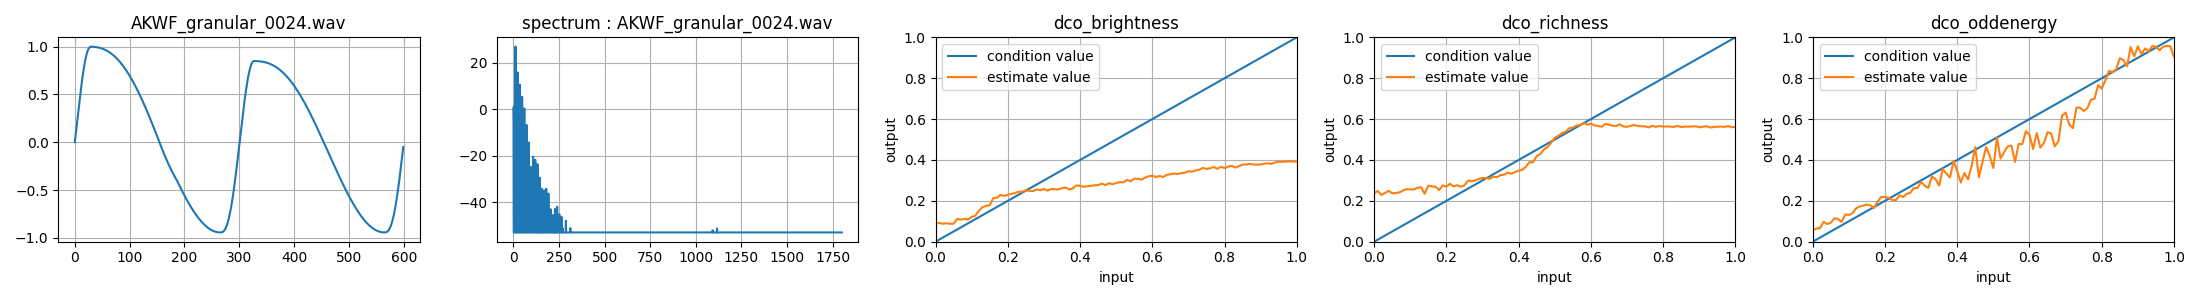 AKWF_granular_0024.wav
1.0
0.5
0.0
−0.5
−1.0
0 100 200 300 400 500 600
spectrum : AKWF_granular_0024.wav
20
0
−20
−40
0 250 500 750 1000 1250 1500 1750
dco_brightness
condition value
estimate value
output
1.0
0.8
0.6
0.4
0.2
0.0
0.0 0.2 0.4 0.6 0.8 1.0
input
dco_richness
condition value
estimate value
output
1.0
0.8
0.6
0.4
0.2
0.0
0.0 0.2 0.4 0.6 0.8 1.0
input
dco_oddenergy
condition value
estimate value
output
1.0
0.8
0.6
0.4
0.2
0.0
0.0 0.2 0.4 0.6 0.8 1.0
input